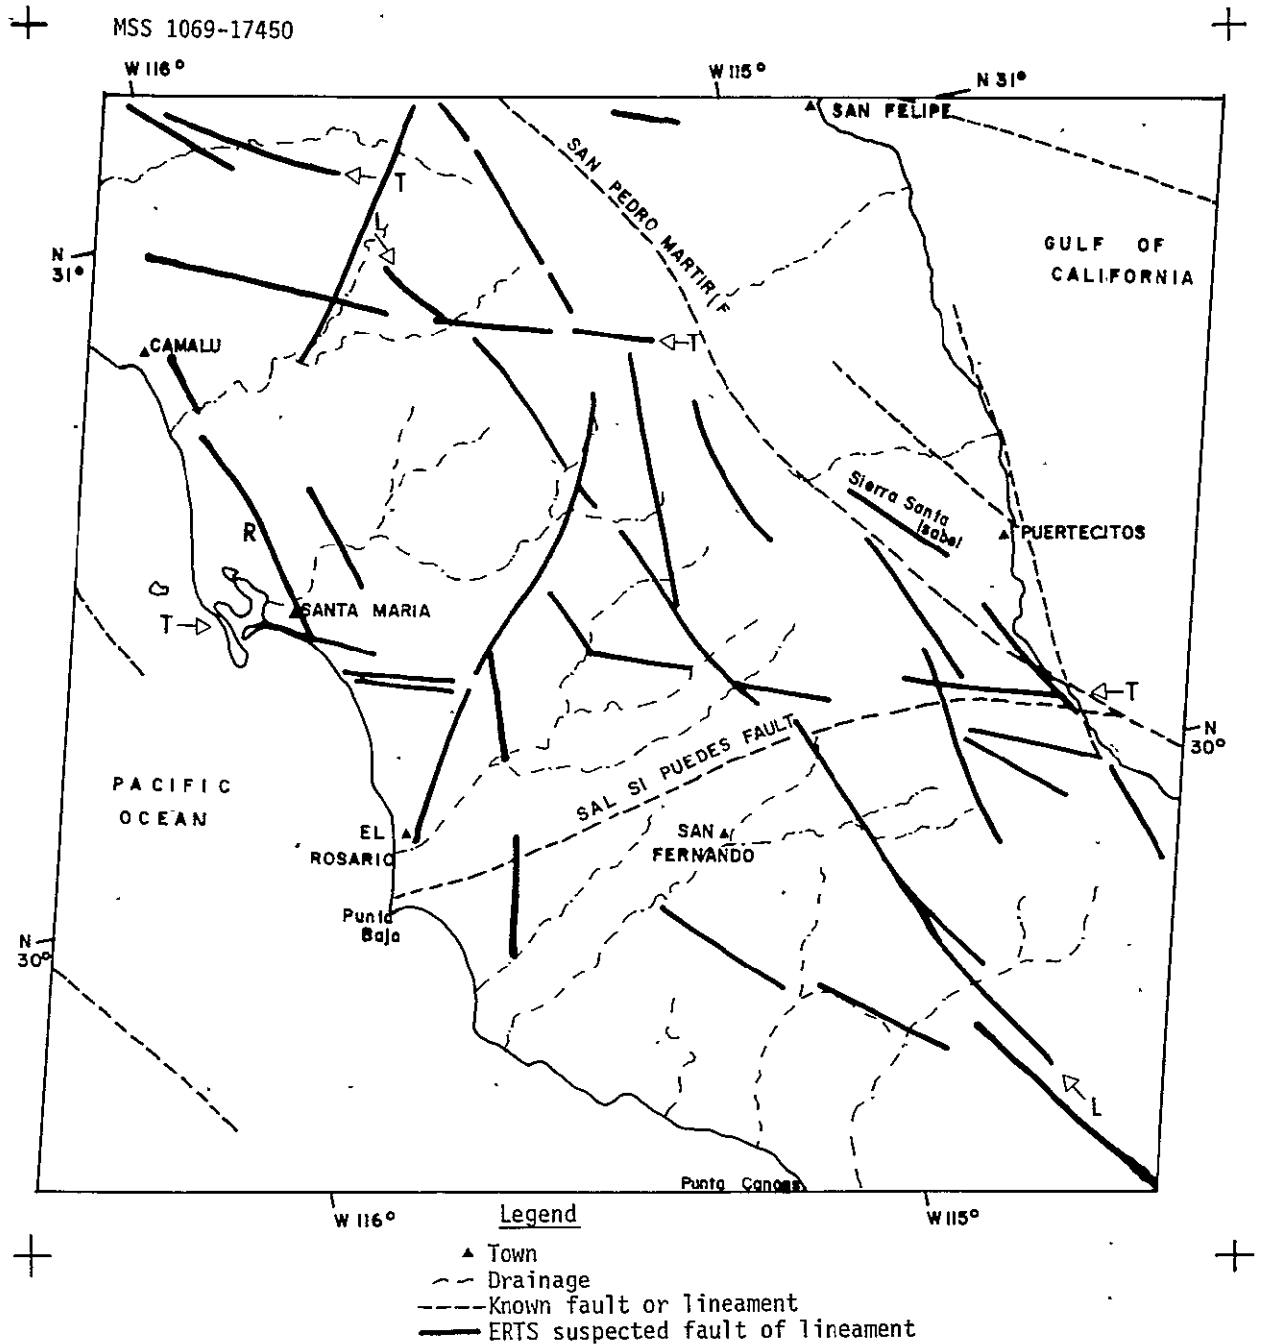 MSS 1069-17450
W 116°
W 115°
N 31°
SAN FELIPE
SAN PEDRO MARTIR (F
T
N
31°
GULF OF
CALIFORNIA
CAMALU
T
Sierra Santa
Isabel
R
PUERTECITOS
SANTA MARIA
T
T
N
30°
PACIFIC
OCEAN
SAL SI PUEDES FAULT
EL
ROSARIO
SAN
FERNANDO
Punta
Baja
N
30°
L
Punta Canoas
W 116°
W 115°
Legend
Town
Drainage
Known fault or lineament
ERTS suspected fault of lineament